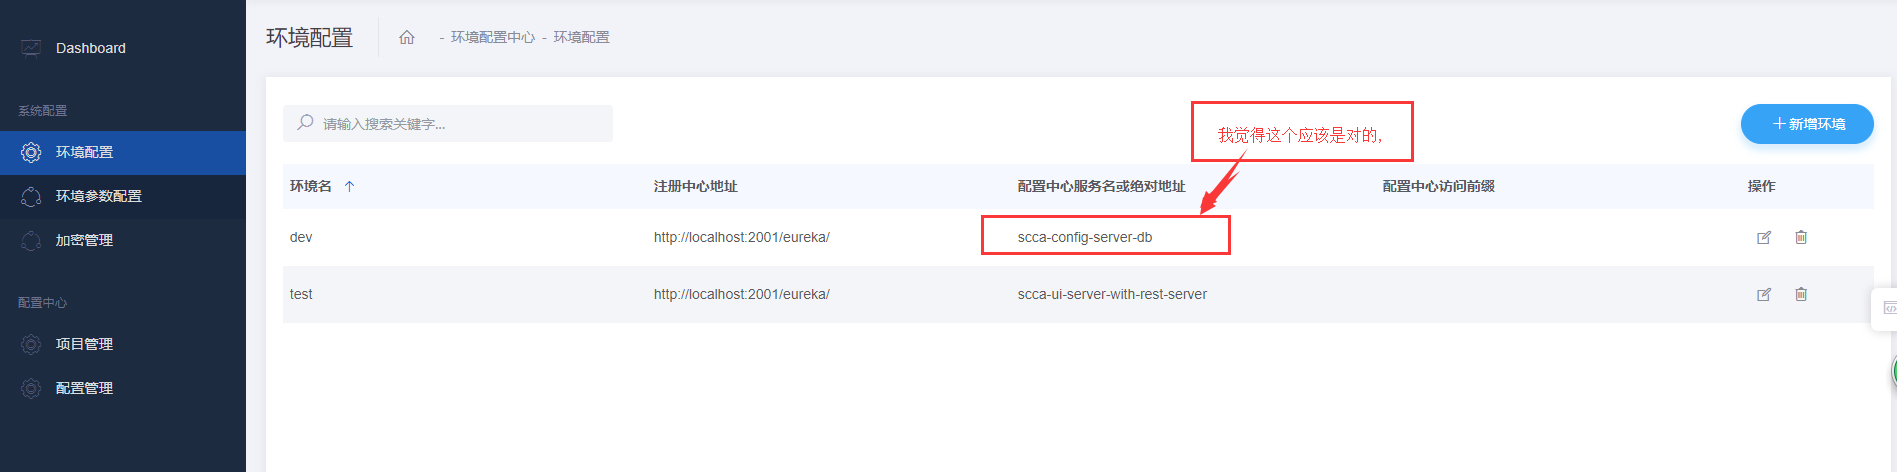 Dashboard
系统配置
环境配置
环境参数配置
加密管理
配置中心
项目管理
配置管理
环境配置 - 环境配置中心 - 环境配置
请输入搜索关键字...
我觉得这个应该是对的，
新增环境
环境名 注册中心地址 配置中心服务名或绝对地址 配置中心访问前缀 操作
dev http://localhost:2001/eureka/ scca-config-server-db
test http://localhost:2001/eureka/ scca-ui-server-with-rest-server